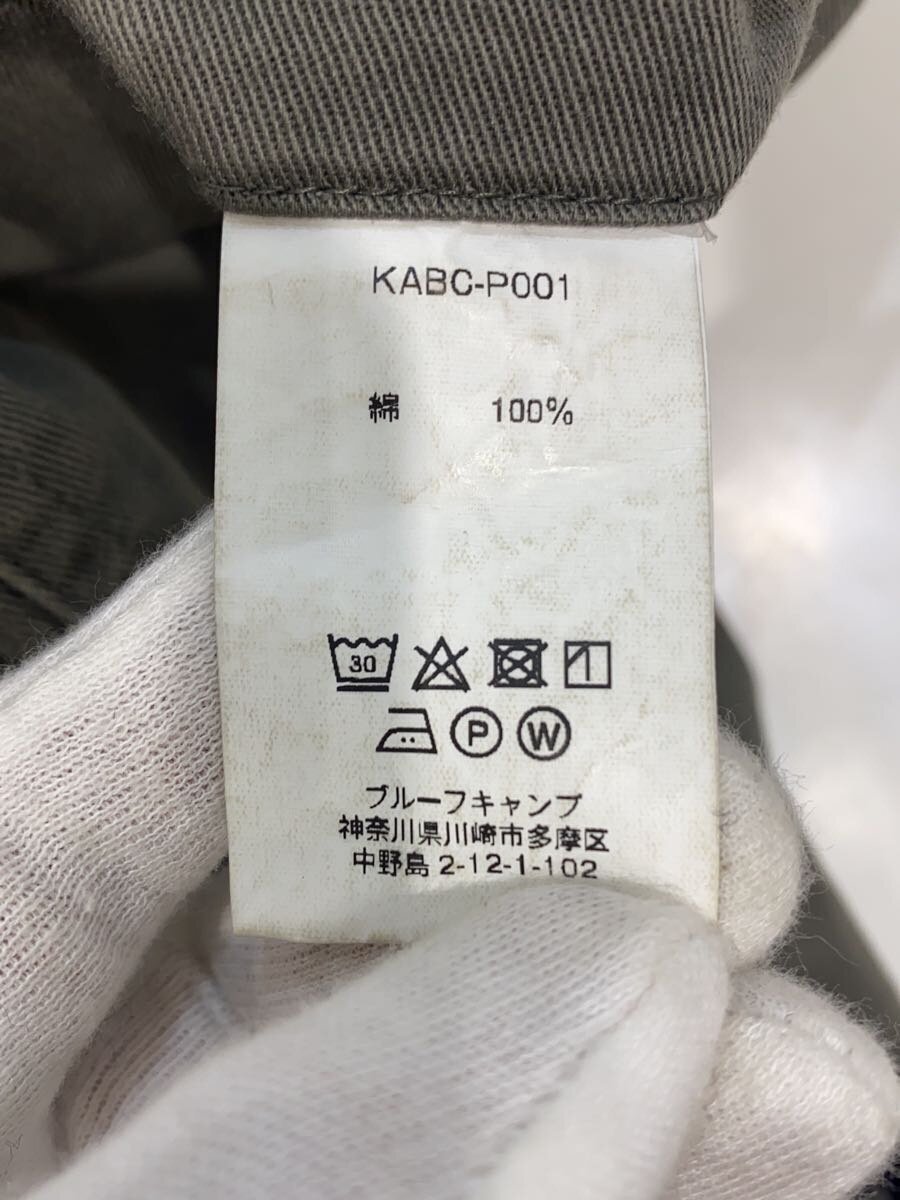 KABC-P001
綿 100%
30
P W
ブルーフキャンプ
神奈川県川崎市多摩区
中野島 2-12-1-102